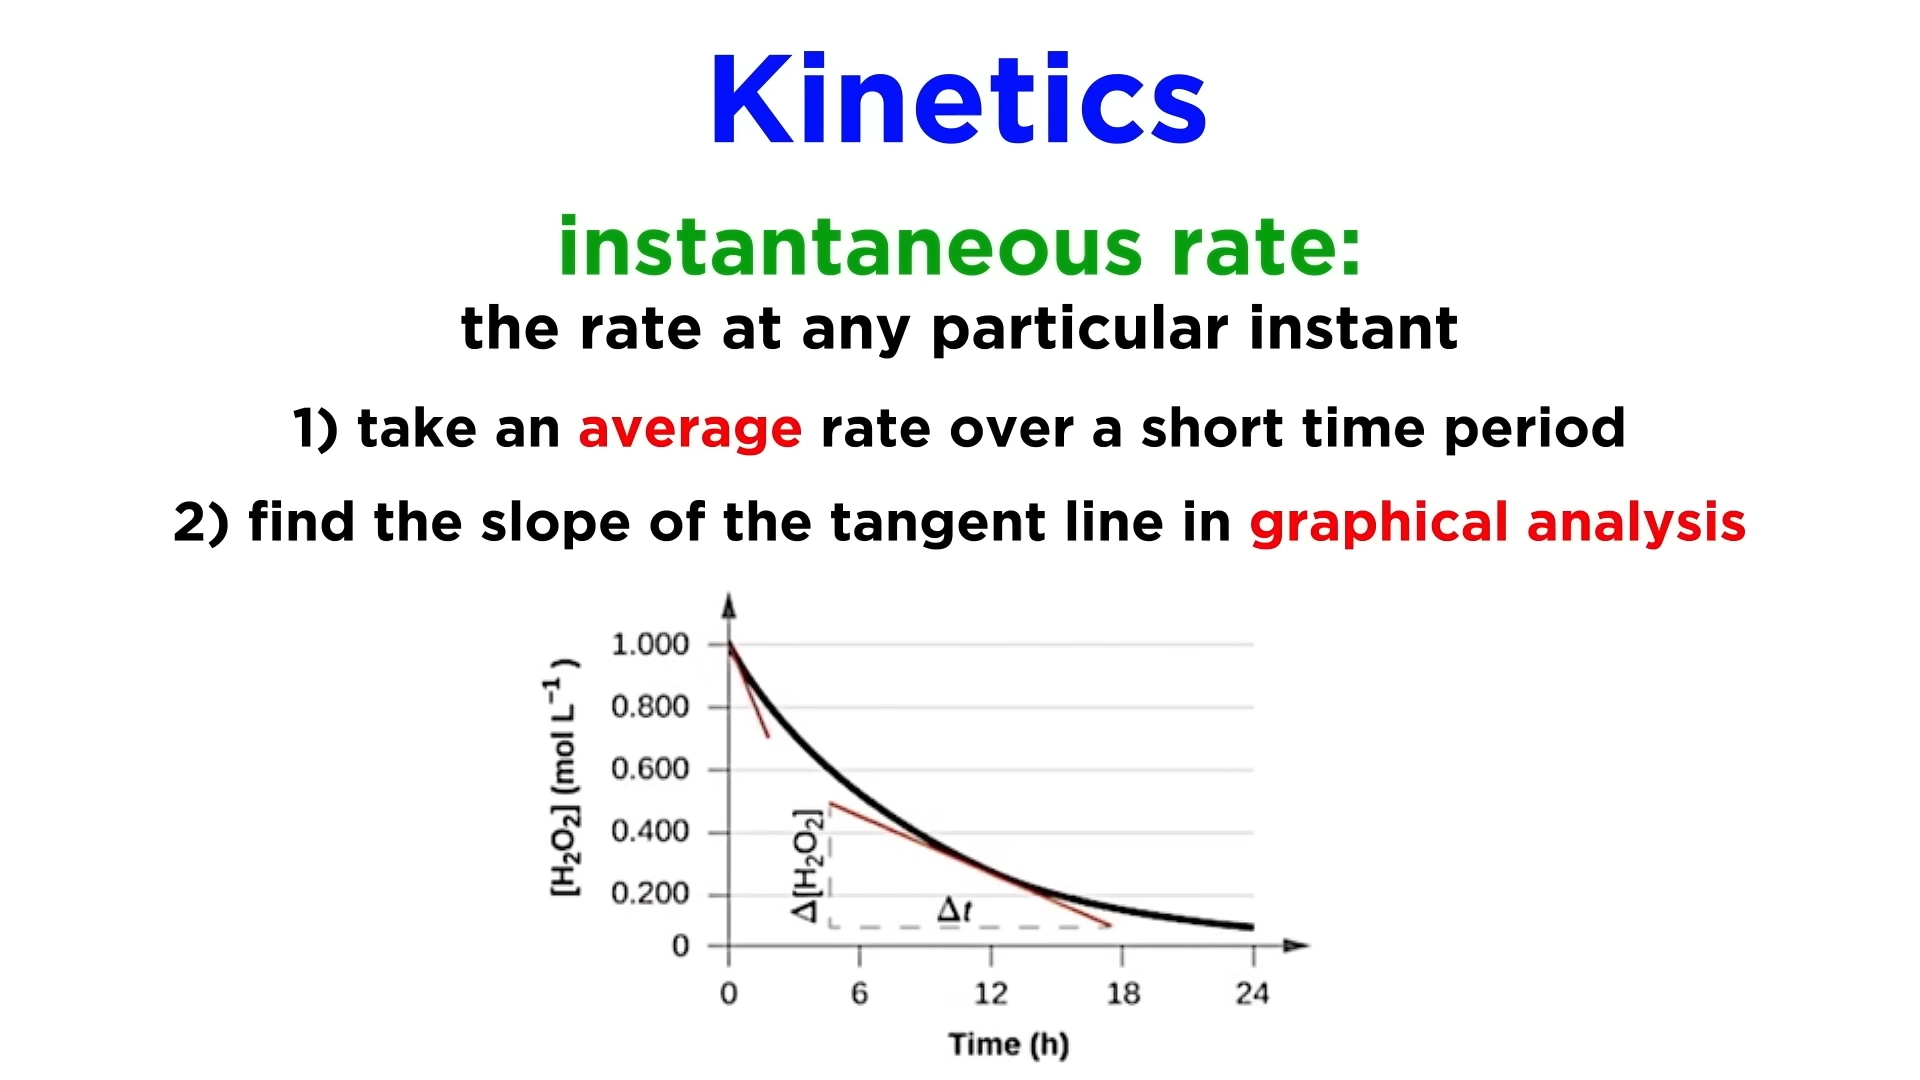 Kinetics
instantaneous rate:
the rate at any particular instant
1) take an average rate over a short time period
2) find the slope of the tangent line in graphical analysis
[H₂O₂] (mol L⁻¹)
1.000
0.800
0.600
0.400
0.200
0
Δ[H₂O₂]
Δt
0 6 12 18 24
Time (h)